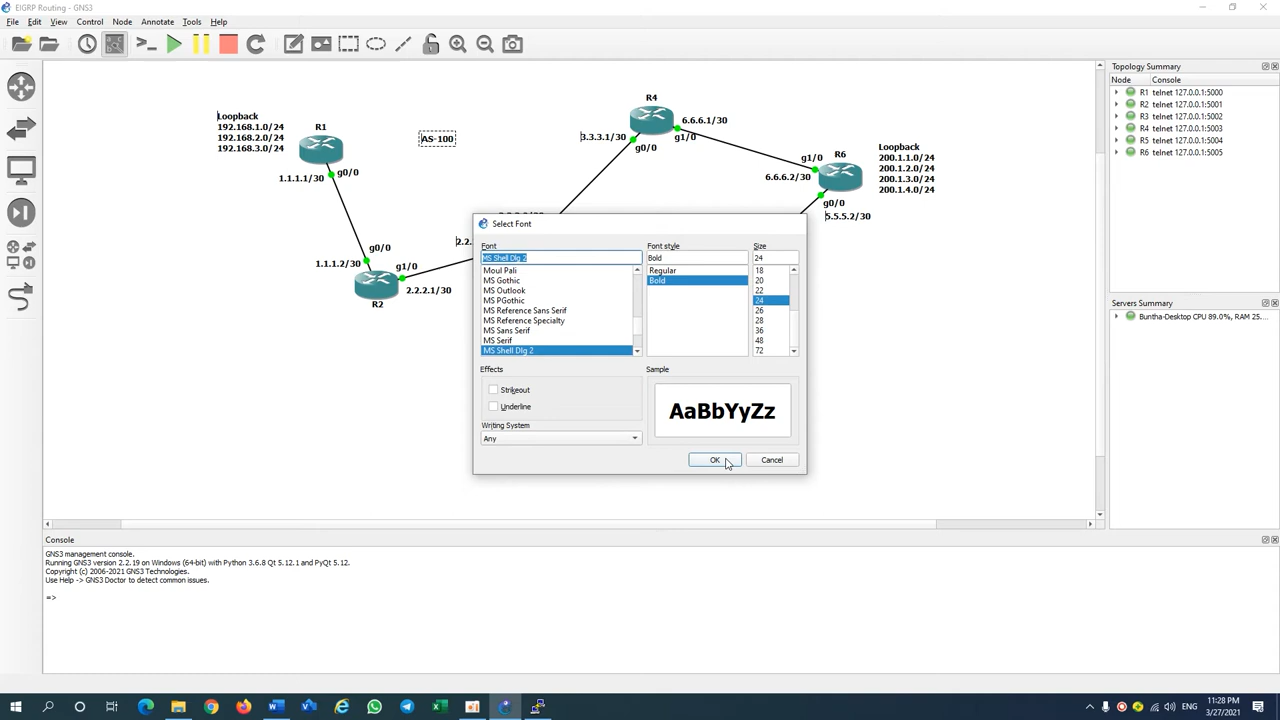 EIGRP Routing - GNS3
File Edit View Control Node Annotate Tools Help
Loopback
192.168.1.0/24
192.168.2.0/24
192.168.3.0/24
R1
g0/0
1.1.1.1/30
AS-100
R4
3.3.3.1/30
g0/0
6.6.6.1/30
g1/0
g1/0
6.6.6.2/30
R6
g0/0
5.5.5.2/30
Loopback
200.1.1.0/24
200.1.2.0/24
200.1.3.0/24
200.1.4.0/24
g0/0
1.1.1.2/30
R2
g1/0
2.2.2.1/30
2.2.
Select Font
Font
MS Shell Dlg 2
Moul Pali
MS Gothic
MS Outlook
MS PGothic
MS Reference Sans Serif
MS Reference Specialty
MS Sans Serif
MS Serif
MS Shell Dlg 2
Font style
Bold
Regular
Bold
Size
24
18
20
22
24
26
28
36
48
72
Effects
Strikeout
Underline
Writing System
Any
Sample
AaBbYyZz
OK
Cancel
Topology Summary
Node Console
R1 telnet 127.0.0.1:5000
R2 telnet 127.0.0.1:5001
R3 telnet 127.0.0.1:5002
R4 telnet 127.0.0.1:5003
R5 telnet 127.0.0.1:5004
R6 telnet 127.0.0.1:5005
Servers Summary
Buntha-Desktop CPU 89.0%, RAM 25....
Console
GNS3 management console.
Running GNS3 version 2.2.19 on Windows (64-bit) with Python 3.6.8 Qt 5.12.1 and PyQt 5.12.
Copyright (c) 2006-2021 GNS3 Technologies.
Use Help -> GNS3 Doctor to detect common issues.
=>
11:28 PM
3/27/2021